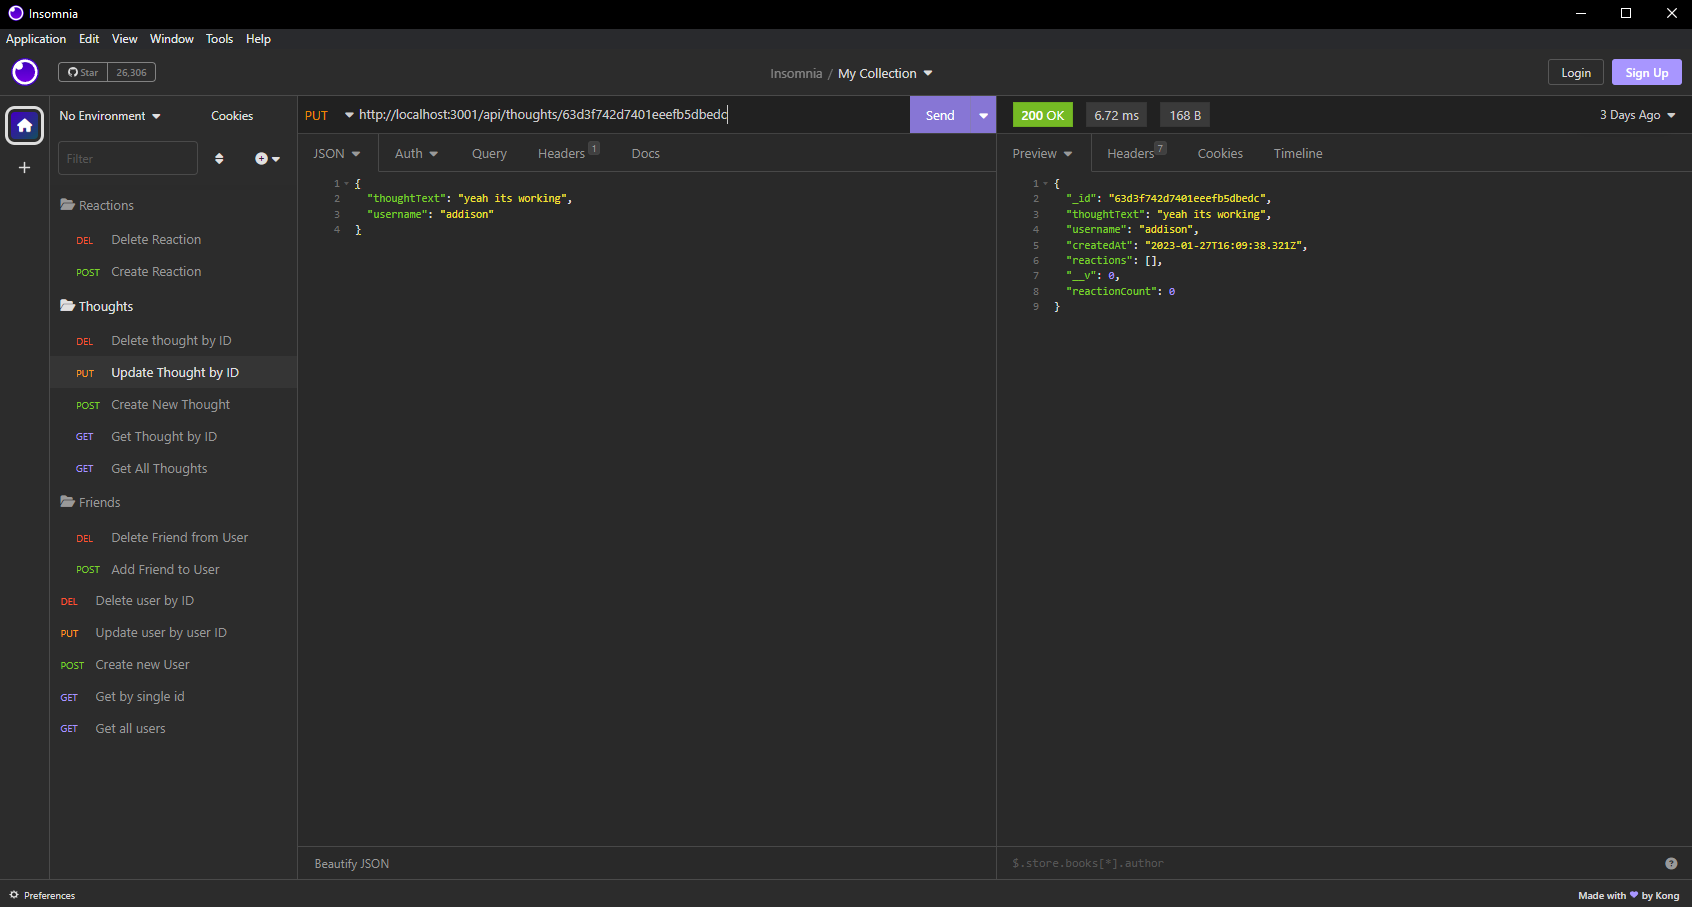 Insomnia
Application Edit View Window Tools Help
Star 26,306
Insomnia / My Collection
Login Sign Up
No Environment Cookies
PUT http://localhost:3001/api/thoughts/63d3f742d7401eeefb5dbedc Send
200 OK 6.72 ms 168 B 3 Days Ago
Filter
JSON Auth Query Headers 1 Docs
Preview Headers 7 Cookies Timeline
Reactions
DEL Delete Reaction
POST Create Reaction
Thoughts
DEL Delete thought by ID
PUT Update Thought by ID
POST Create New Thought
GET Get Thought by ID
GET Get All Thoughts
Friends
DEL Delete Friend from User
POST Add Friend to User
DEL Delete user by ID
PUT Update user by user ID
POST Create new User
GET Get by single id
GET Get all users
1 {
2 "thoughtText": "yeah its working",
3 "username": "addison"
4 }
1 {
2 "_id": "63d3f742d7401eeefb5dbedc",
3 "thoughtText": "yeah its working",
4 "username": "addison",
5 "createdAt": "2023-01-27T16:09:38.321Z",
6 "reactions": [],
7 "__v": 0,
8 "reactionCount": 0
9 }
Beautify JSON
$.store.books[*].author
Preferences
Made with by Kong